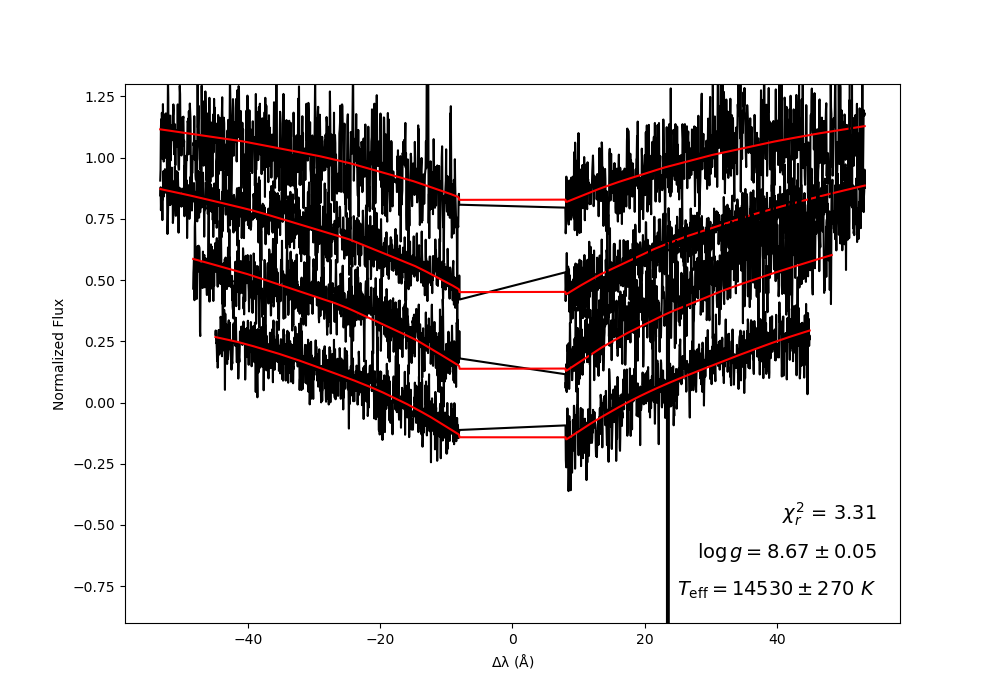 1.25
1.00
0.75
0.50
0.25
0.00
−0.25
−0.50
−0.75
Normalized Flux
χ²ᵣ = 3.31
log g = 8.67 ± 0.05
T_eff = 14530 ± 270 K
−40 −20 0 20 40
Δλ (Å)